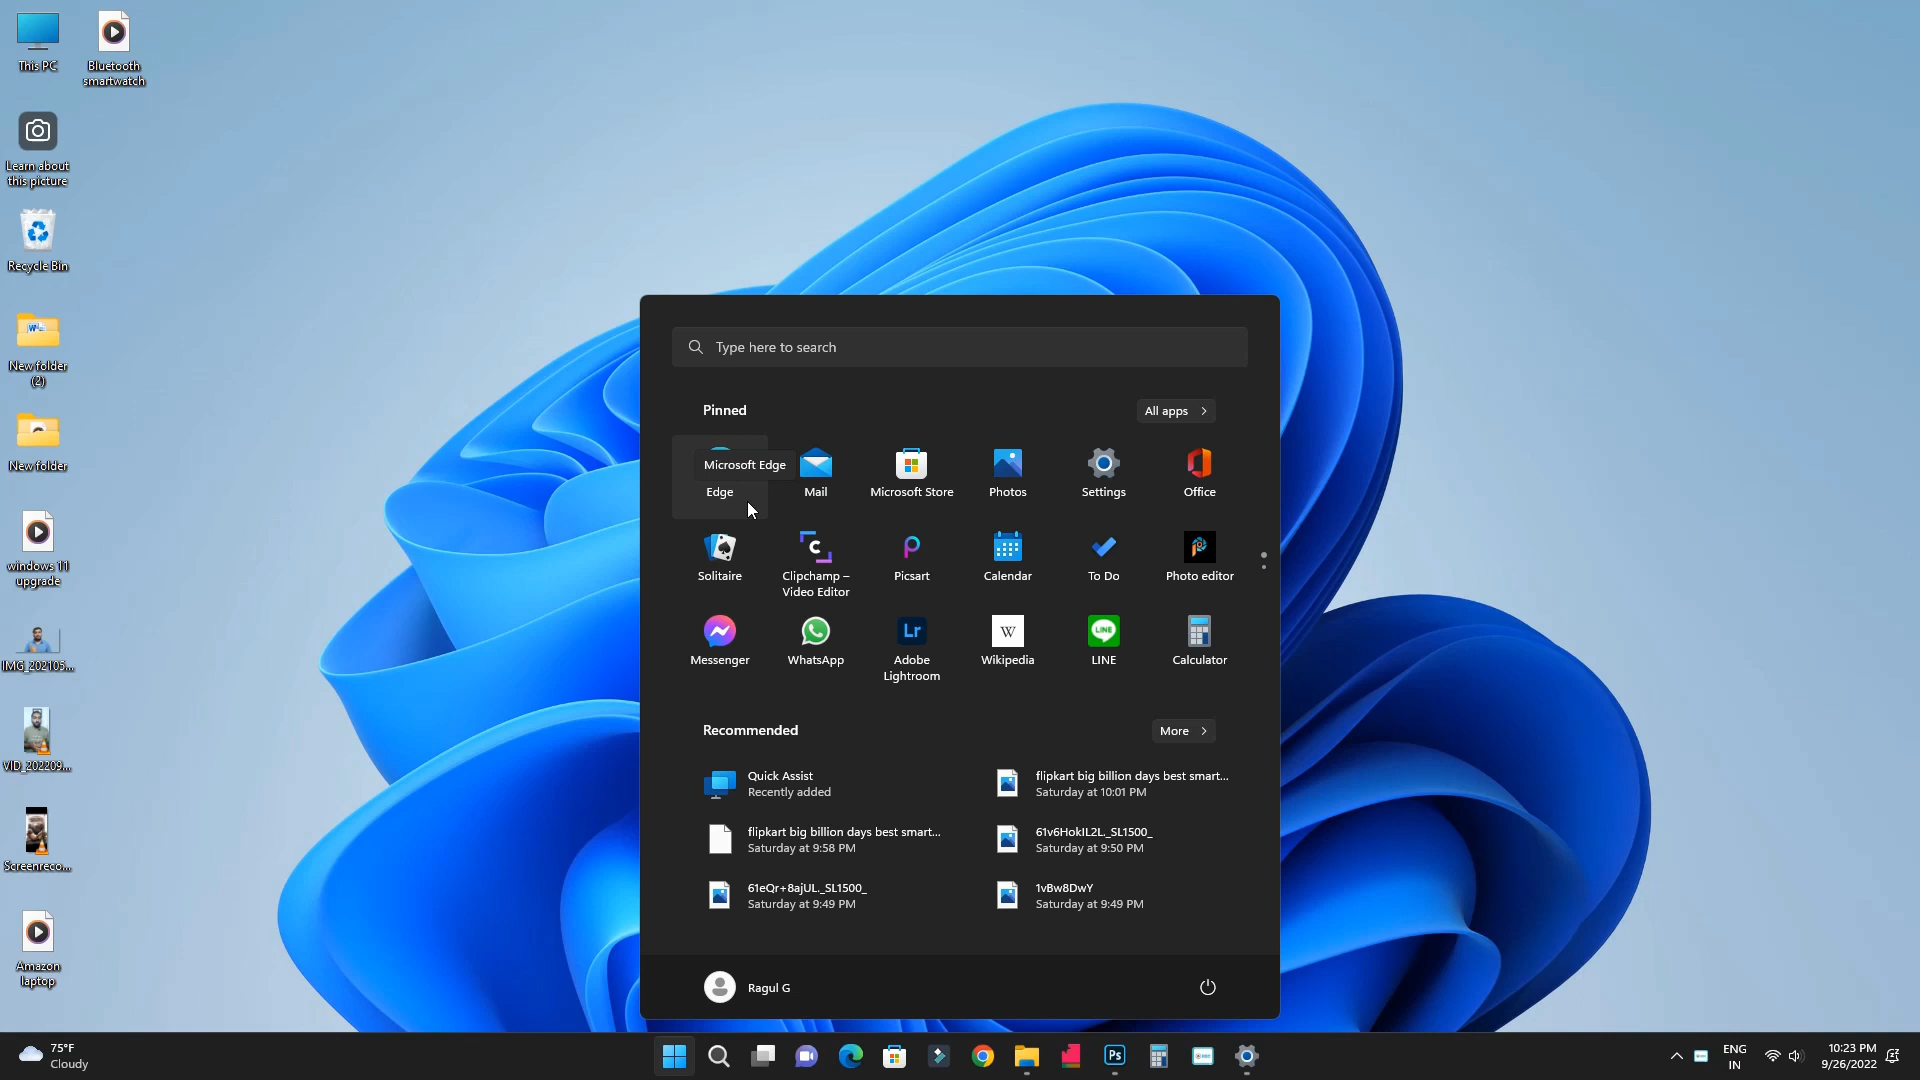 This PC
Bluetooth
smartwatch
Learn about
this picture
Recycle Bin
New folder
(2)
New folder
windows 11
upgrade
IMG_202105...
VID_202209...
Screenreco...
Amazon
laptop
Type here to search
Pinned
All apps
Microsoft Edge
Edge
Mail
Microsoft Store
Photos
Settings
Office
Solitaire
Clipchamp –
Video Editor
Picsart
Calendar
To Do
Photo editor
Messenger
WhatsApp
Lr
Adobe
Lightroom
W
Wikipedia
LINE
LINE
Calculator
Recommended
More
Quick Assist
Recently added
flipkart big billion days best smart...
Saturday at 10:01 PM
flipkart big billion days best smart...
Saturday at 9:58 PM
61v6HokIL2L._SL1500_
Saturday at 9:50 PM
61eQr+8ajUL._SL1500_
Saturday at 9:49 PM
1vBw8DwY
Saturday at 9:49 PM
Ragul G
75°F
Cloudy
Ps
ENG
IN
10:23 PM
9/26/2022